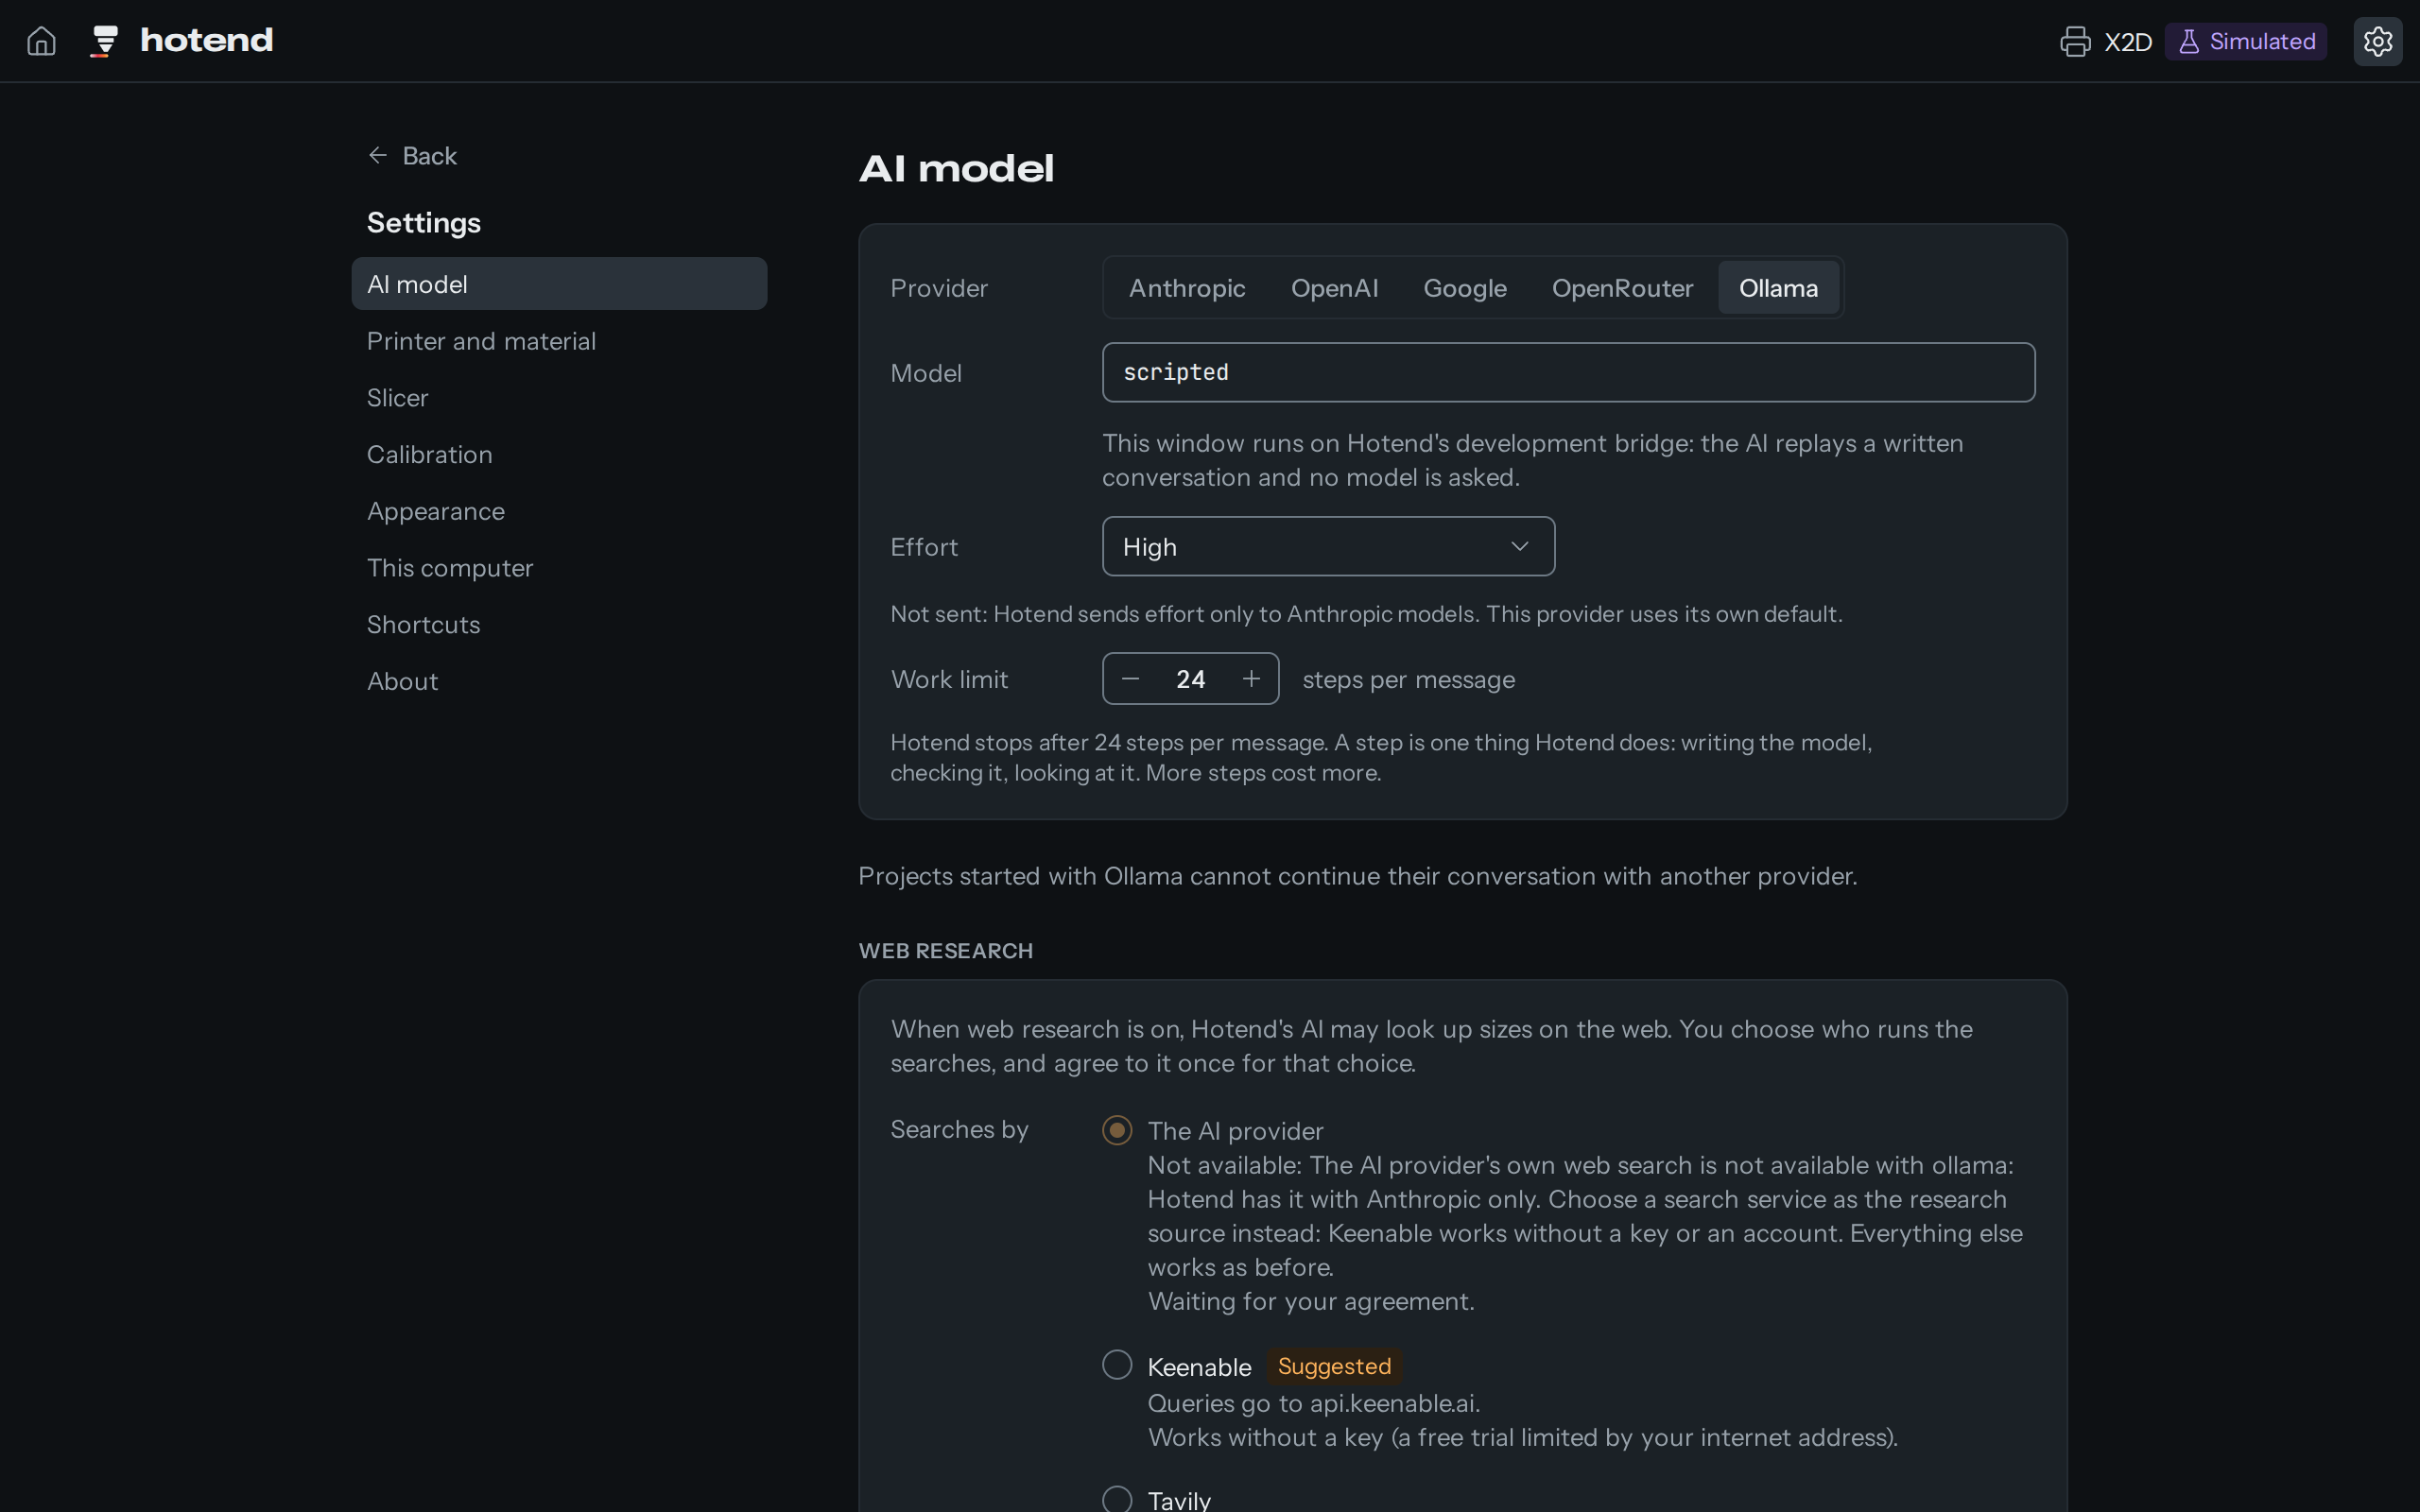 hotend
X2D
Simulated
Back
Settings
AI model
Printer and material
Slicer
Calibration
Appearance
This computer
Shortcuts
About
AI model
Provider
Anthropic
OpenAI
Google
OpenRouter
Ollama
Model
scripted
This window runs on Hotend's development bridge: the AI replays a written
conversation and no model is asked.
Effort
High
Not sent: Hotend sends effort only to Anthropic models. This provider uses its own default.
Work limit
24
steps per message
Hotend stops after 24 steps per message. A step is one thing Hotend does: writing the model,
checking it, looking at it. More steps cost more.
Projects started with Ollama cannot continue their conversation with another provider.
WEB RESEARCH
When web research is on, Hotend's AI may look up sizes on the web. You choose who runs the
searches, and agree to it once for that choice.
Searches by
The AI provider
Not available: The AI provider's own web search is not available with ollama:
Hotend has it with Anthropic only. Choose a search service as the research
source instead: Keenable works without a key or an account. Everything else
works as before.
Waiting for your agreement.
Keenable
Suggested
Queries go to api.keenable.ai.
Works without a key (a free trial limited by your internet address).
Tavily